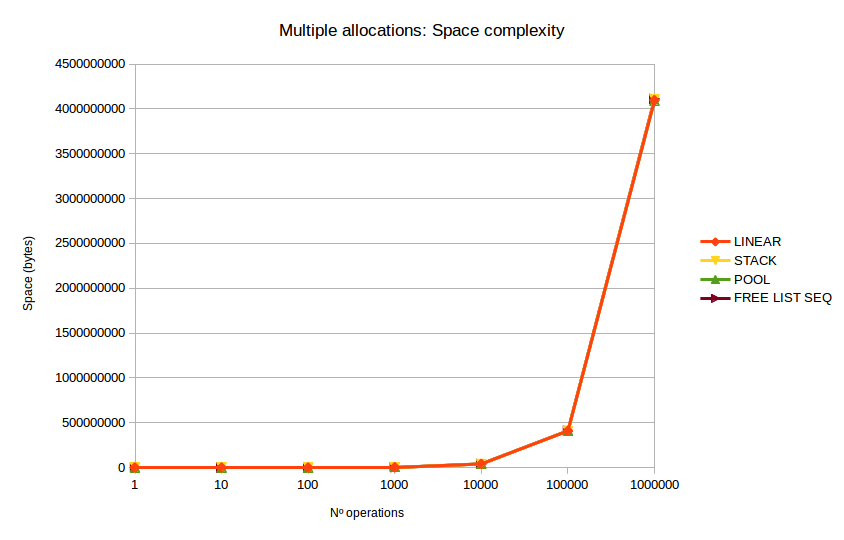 Multiple allocations: Space complexity
4500000000
4000000000
3500000000
3000000000
2500000000
2000000000
1500000000
1000000000
500000000
0
Space (bytes)
1 10 100 1000 10000 100000 1000000
Nº operations
LINEAR
STACK
POOL
FREE LIST SEQ